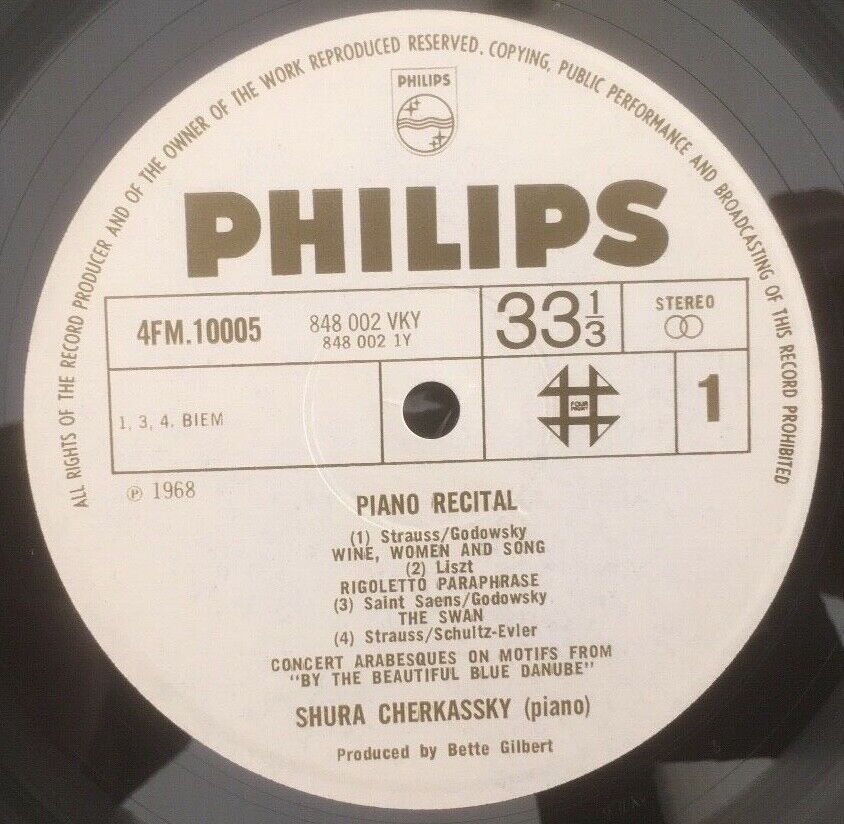 ALL RIGHTS OF THE RECORD PRODUCER AND OF THE OWNER OF THE WORK REPRODUCED RESERVED. COPYING, PUBLIC PERFORMANCE AND BROADCASTING OF THIS RECORD PROHIBITED
PHILIPS
PHILIPS
4FM.10005
848 002 VKY
848 002 1Y
33 1/3
STEREO
1, 3, 4. BIEM
FOUR FRONT
1
℗ 1968
PIANO RECITAL
(1) Strauss/Godowsky
WINE, WOMEN AND SONG
(2) Liszt
RIGOLETTO PARAPHRASE
(3) Saint Saens/Godowsky
THE SWAN
(4) Strauss/Schultz-Evler
CONCERT ARABESQUES ON MOTIFS FROM
"BY THE BEAUTIFUL BLUE DANUBE"
SHURA CHERKASSKY (piano)
Produced by Bette Gilbert